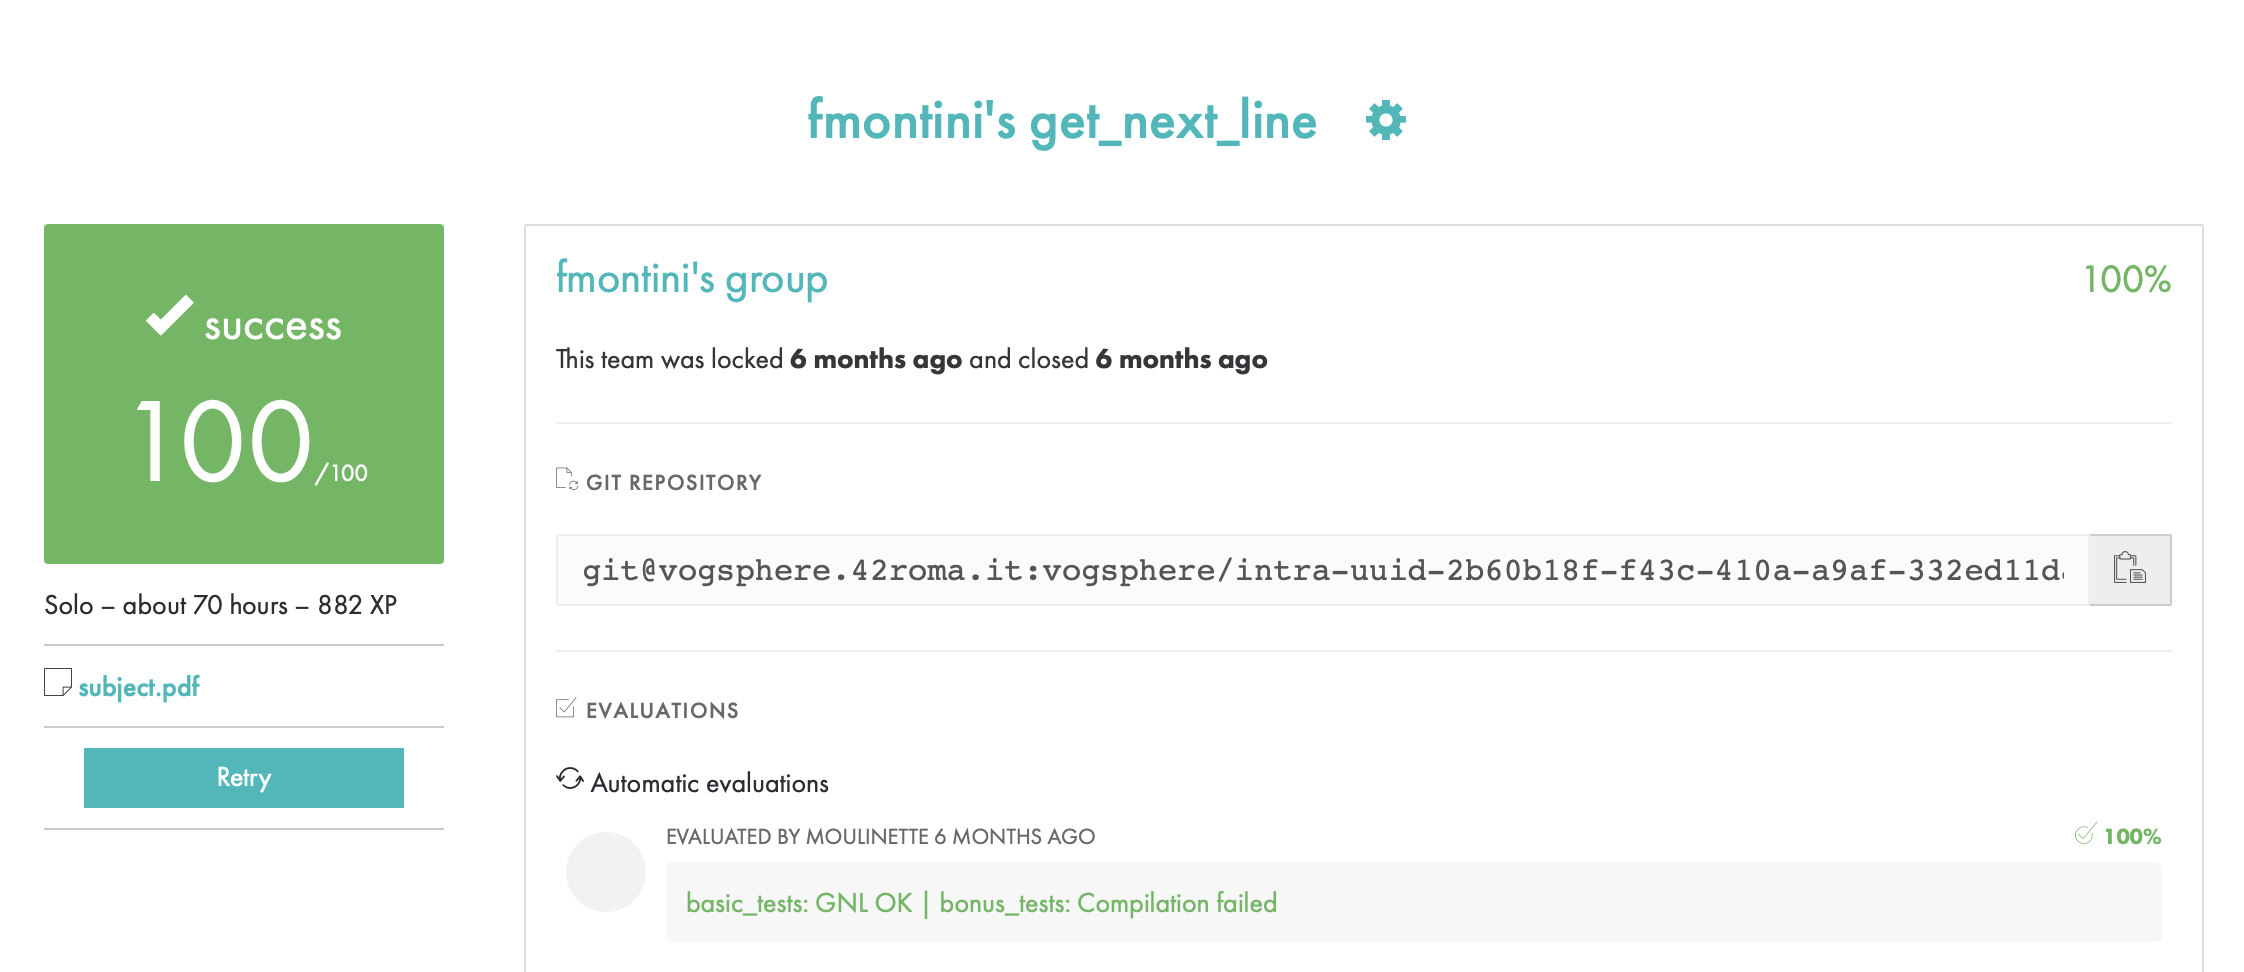 fmontini's get_next_line
success
100/100
Solo – about 70 hours – 882 XP
subject.pdf
Retry
fmontini's group
100%
This team was locked 6 months ago and closed 6 months ago
GIT REPOSITORY
git@vogsphere.42roma.it:vogsphere/intra-uuid-2b60b18f-f43c-410a-a9af-332ed11d
EVALUATIONS
Automatic evaluations
EVALUATED BY MOULINETTE 6 MONTHS AGO
100%
basic_tests: GNL OK | bonus_tests: Compilation failed